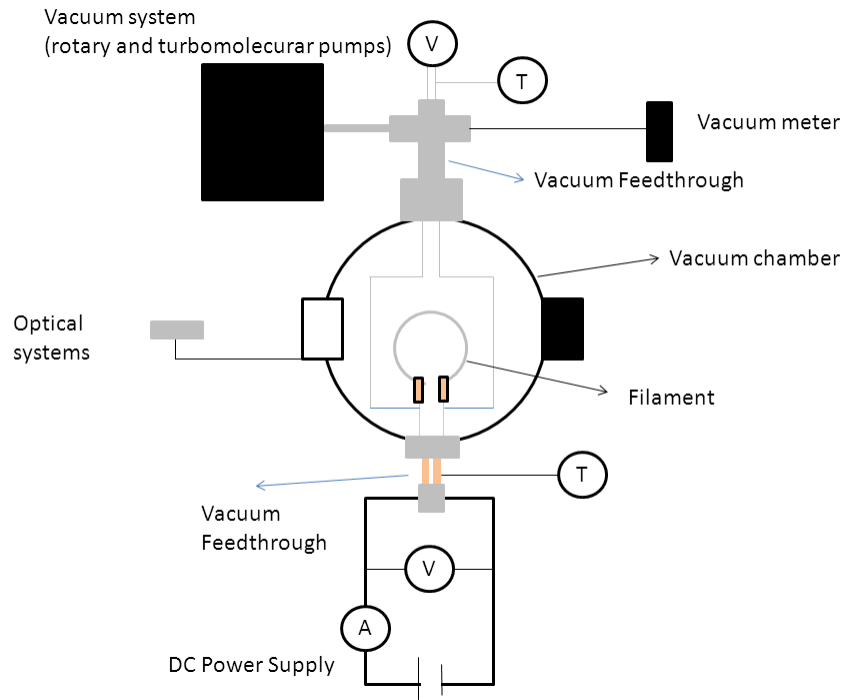 Vacuum system
(rotary and turbomolecurar pumps)
V
T
Vacuum meter
Vacuum Feedthrough
Vacuum chamber
Optical
systems
Filament
T
Vacuum
Feedthrough
V
A
DC Power Supply